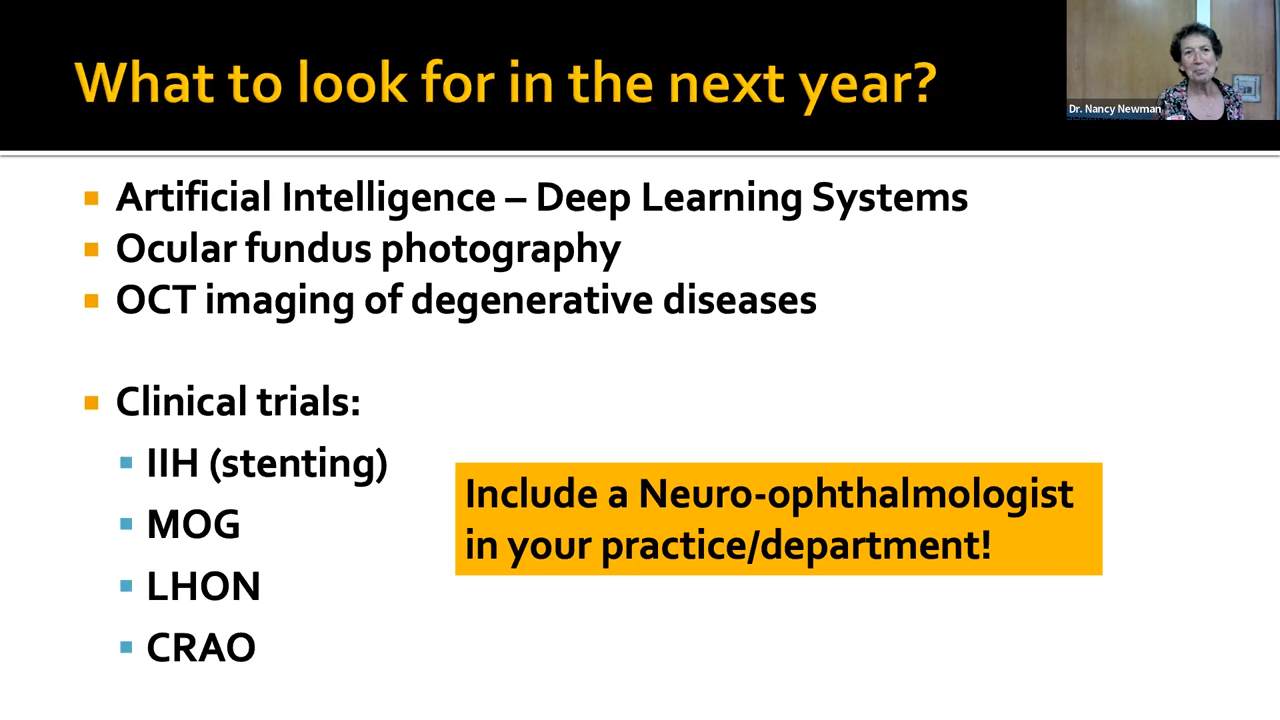 What to look for in the next year?
Dr. Nancy Newman
Artificial Intelligence – Deep Learning Systems
Ocular fundus photography
OCT imaging of degenerative diseases
Clinical trials:
IIH (stenting)
MOG
LHON
CRAO
Include a Neuro-ophthalmologist
in your practice/department!